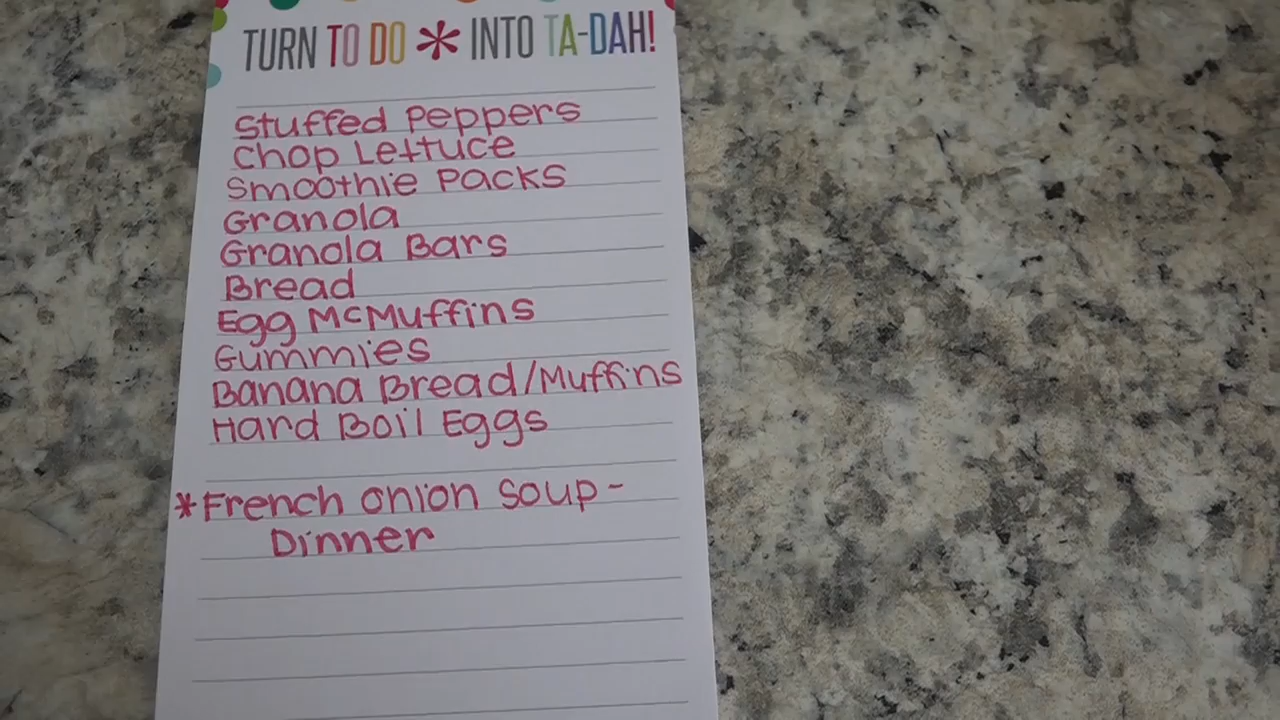 TURN TO DO * INTO TA-DAH!
Stuffed Peppers
Chop Lettuce
Smoothie Packs
Granola
Granola Bars
Bread
Egg McMuffins
Gummies
Banana Bread/Muffins
Hard Boil Eggs
*French Onion Soup-
Dinner